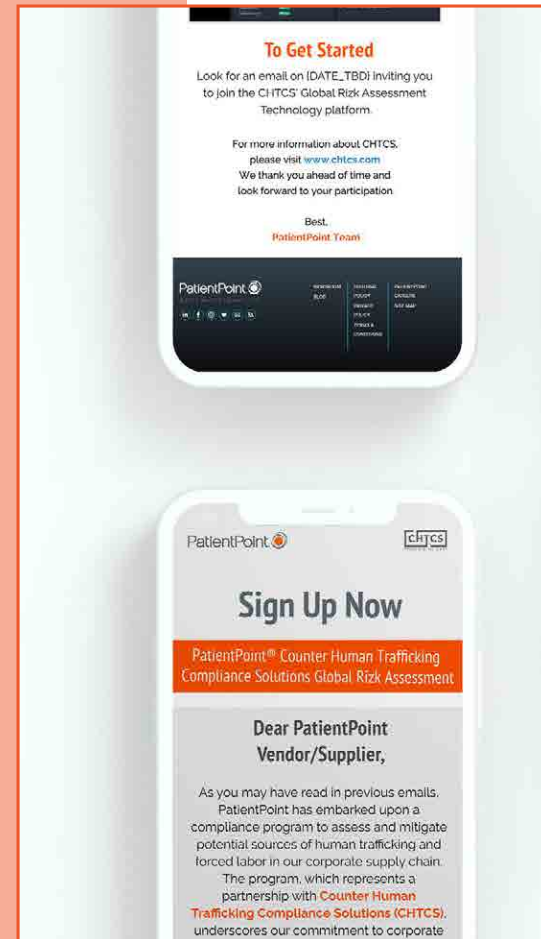 To Get Started
Look for an email on {DATE_TBD} inviting you
to join the CHTCS' Global Rizk Assessment
Technology platform.
For more information about CHTCS,
please visit www.chtcs.com
We thank you ahead of time and
look forward to your participation
Best,
PatientPoint Team
PatientPoint
BLOG
POLICY
PRIVACY
POLICY
TERMS &
CONDITIONS
PATIENTPOINT
CAREERS
SITE MAP
PatientPoint
CHTCS
Sign Up Now
PatientPoint® Counter Human Trafficking
Compliance Solutions Global Rizk Assessment
Dear PatientPoint
Vendor/Supplier,
As you may have read in previous emails,
PatientPoint has embarked upon a
compliance program to assess and mitigate
potential sources of human trafficking and
forced labor in our corporate supply chain.
The program, which represents a
partnership with Counter Human
Trafficking Compliance Solutions (CHTCS),
underscores our commitment to corporate